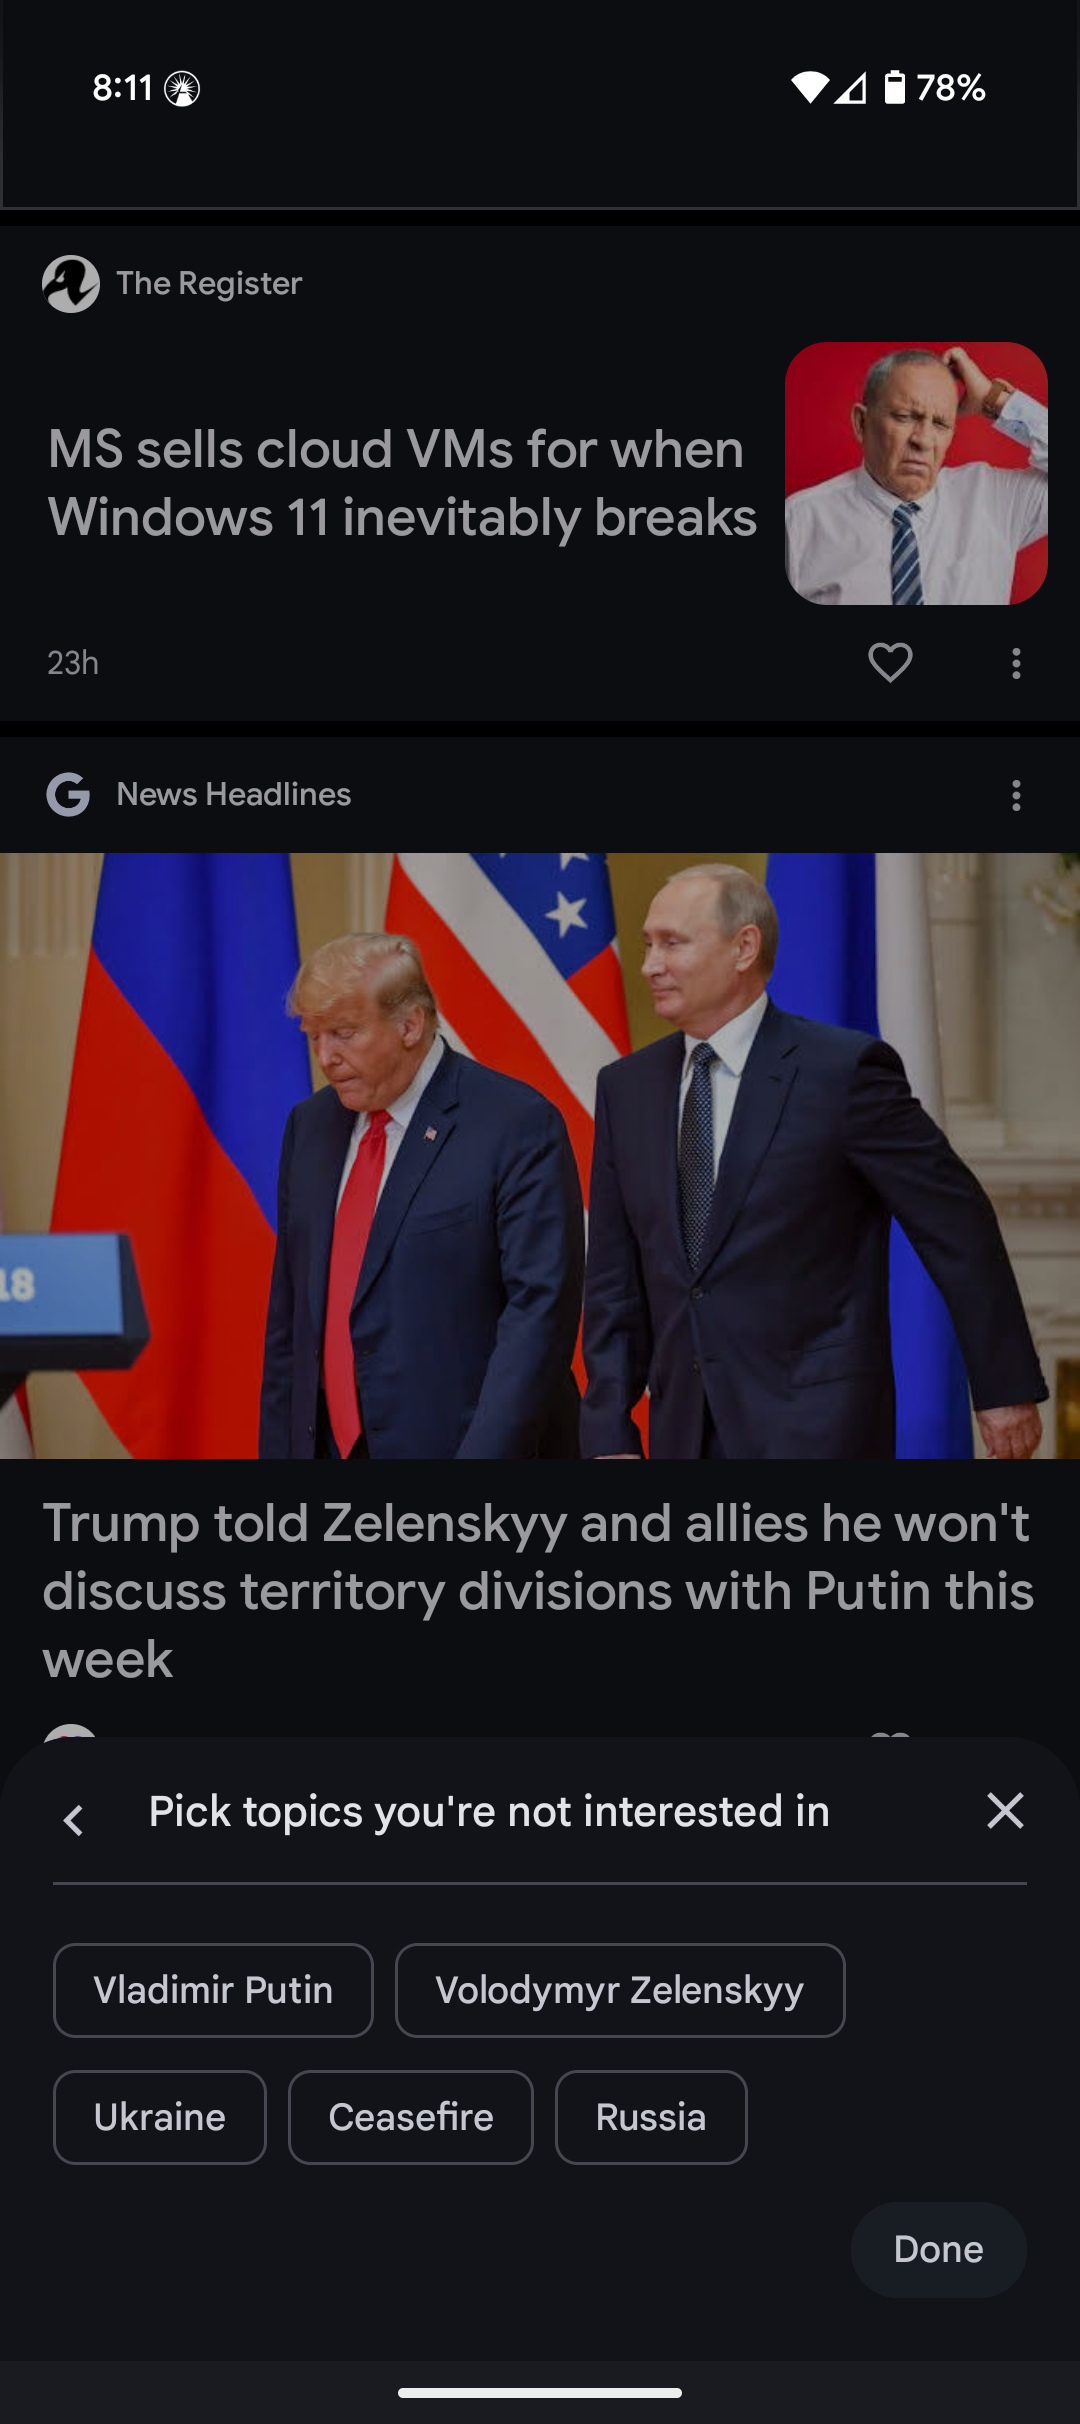 8:11
78%
The Register
MS sells cloud VMs for when
Windows 11 inevitably breaks
23h
News Headlines
18
Trump told Zelenskyy and allies he won't
discuss territory divisions with Putin this
week
Pick topics you're not interested in
Vladimir Putin
Volodymyr Zelenskyy
Ukraine
Ceasefire
Russia
Done